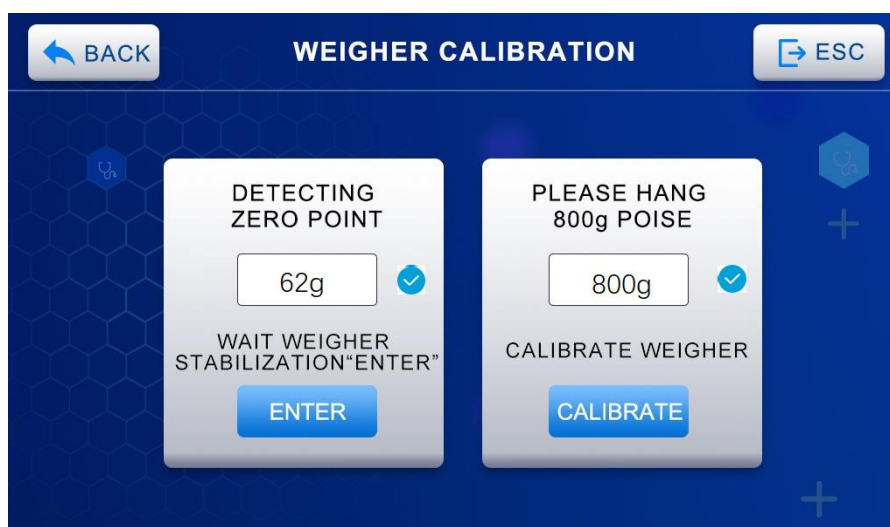 BACK
WEIGHER CALIBRATION
ESC
DETECTING
ZERO POINT
62g
WAIT WEIGHER
STABILIZATION“ENTER”
ENTER
PLEASE HANG
800g POISE
800g
CALIBRATE WEIGHER
CALIBRATE